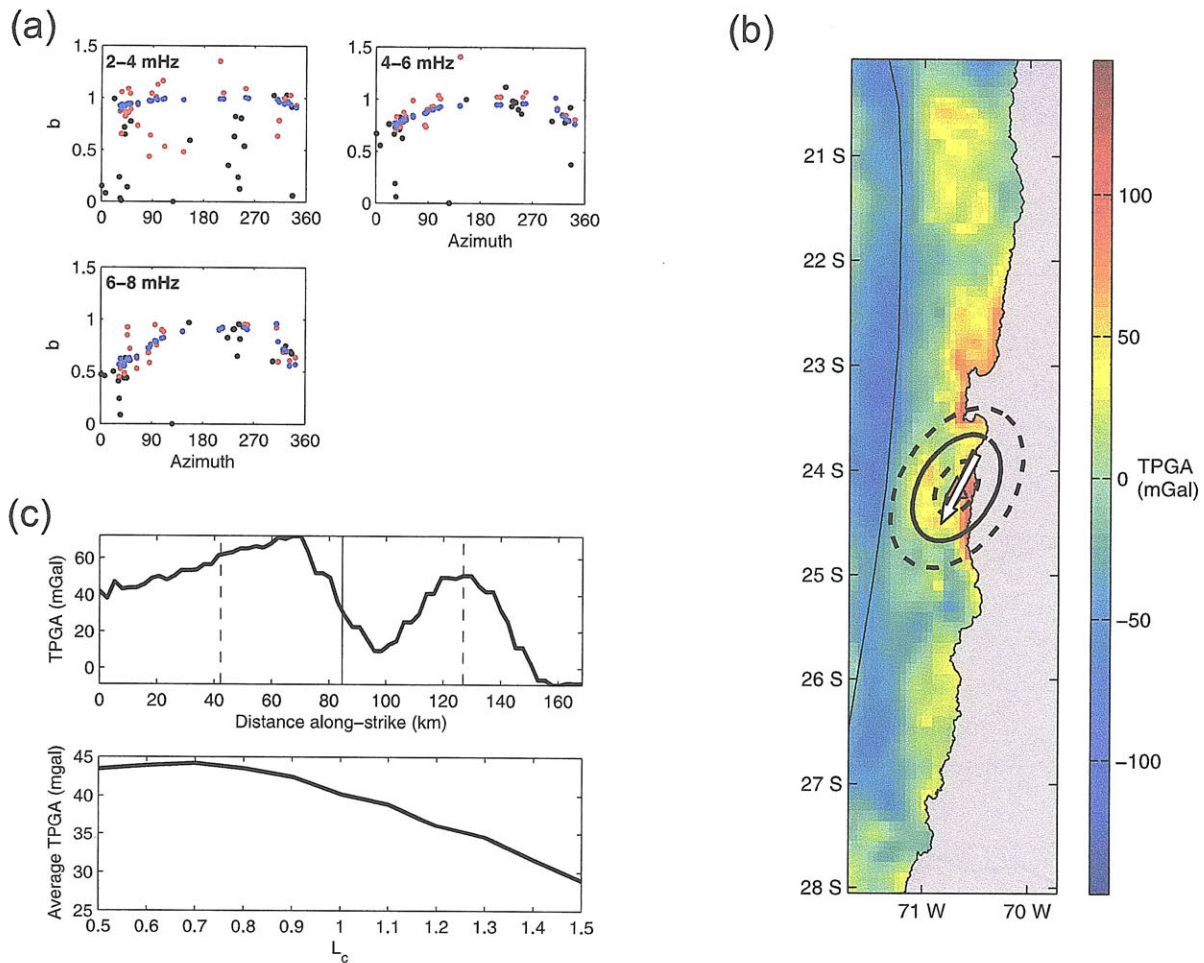 (a)
1.5
1
0.5
0
b
2–4 mHz
0 90 180 270 360
Azimuth
1.5
1
0.5
0
4–6 mHz
0 90 180 270 360
Azimuth
1.5
1
0.5
0
b
6–8 mHz
0 90 180 270 360
Azimuth
(b)
21 S
22 S
23 S
24 S
25 S
26 S
27 S
28 S
71 W 70 W
100
50
0
−50
−100
TPGA
(mGal)
(c)
60
40
20
0
TPGA (mGal)
0 20 40 60 80 100 120 140 160
Distance along–strike (km)
45
40
35
30
25
Average TPGA (mgal)
0.5 0.6 0.7 0.8 0.9 1 1.1 1.2 1.3 1.4 1.5
L_c